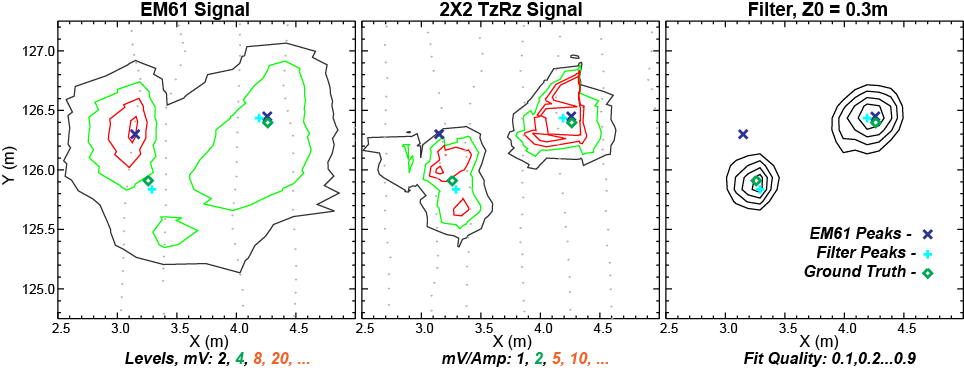 EM61 Signal
2X2 TzRz Signal
Filter, Z0 = 0.3m
127.0
126.5
126.0
125.5
125.0
Y (m)
EM61 Peaks -
Filter Peaks -
Ground Truth -
2.5 3.0 3.5 4.0 4.5
2.5 3.0 3.5 4.0 4.5
2.5 3.0 3.5 4.0 4.5
X (m)
X (m)
X (m)
Levels, mV: 2, 4, 8, 20, ...
mV/Amp: 1, 2, 5, 10, ...
Fit Quality: 0.1,0.2...0.9